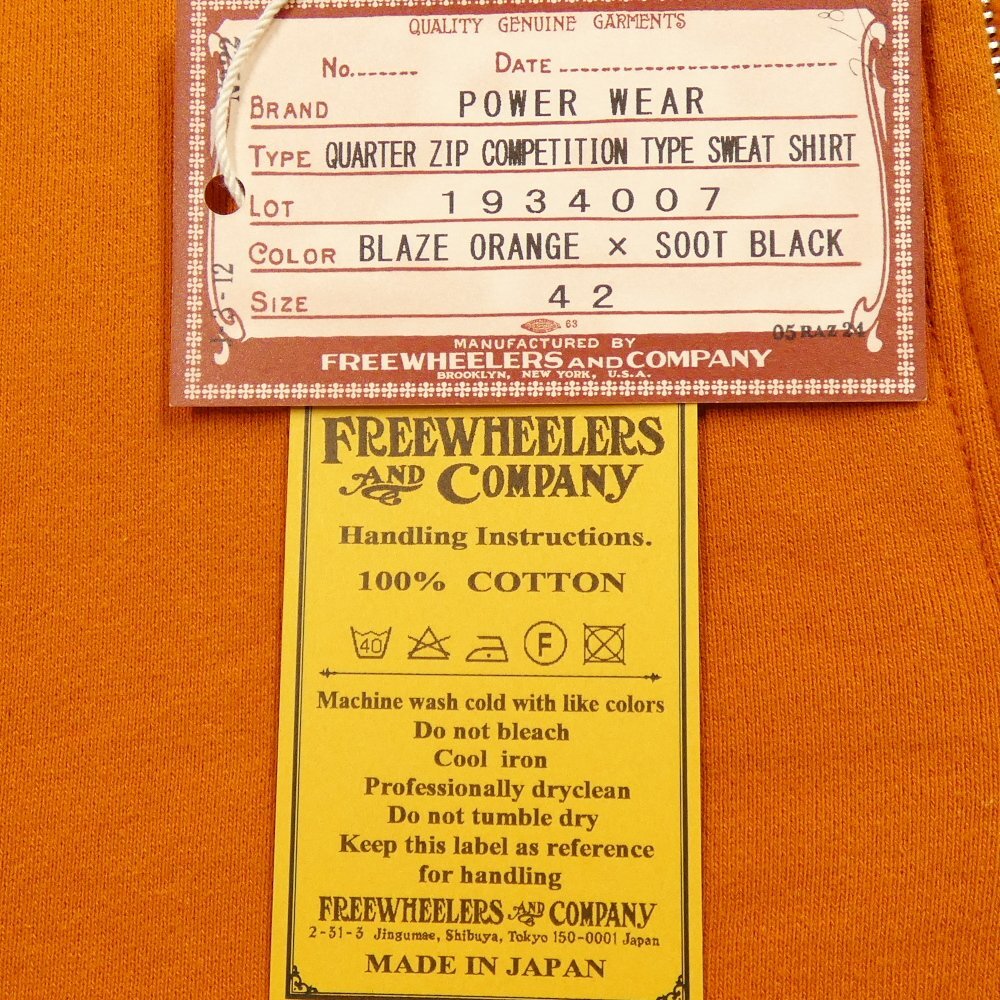 QUALITY GENUINE GARMENTS
No. DATE
BRAND POWER WEAR
TYPE QUARTER ZIP COMPETITION TYPE SWEAT SHIRT
LOT 1934007
COLOR BLAZE ORANGE × SOOT BLACK
SIZE 42
63
05 RAZ 24
MANUFACTURED BY
FREEWHEELERS AND COMPANY
BROOKLYN, NEW YORK, U.S.A.
FREEWHEELERS
AND COMPANY
Handling Instructions.
100% COTTON
40 F
Machine wash cold with like colors
Do not bleach
Cool iron
Professionally dryclean
Do not tumble dry
Keep this label as reference
for handling
FREEWHEELERS AND COMPANY
2-31-3 Jingumae, Shibuya, Tokyo 150-0001 Japan
MADE IN JAPAN